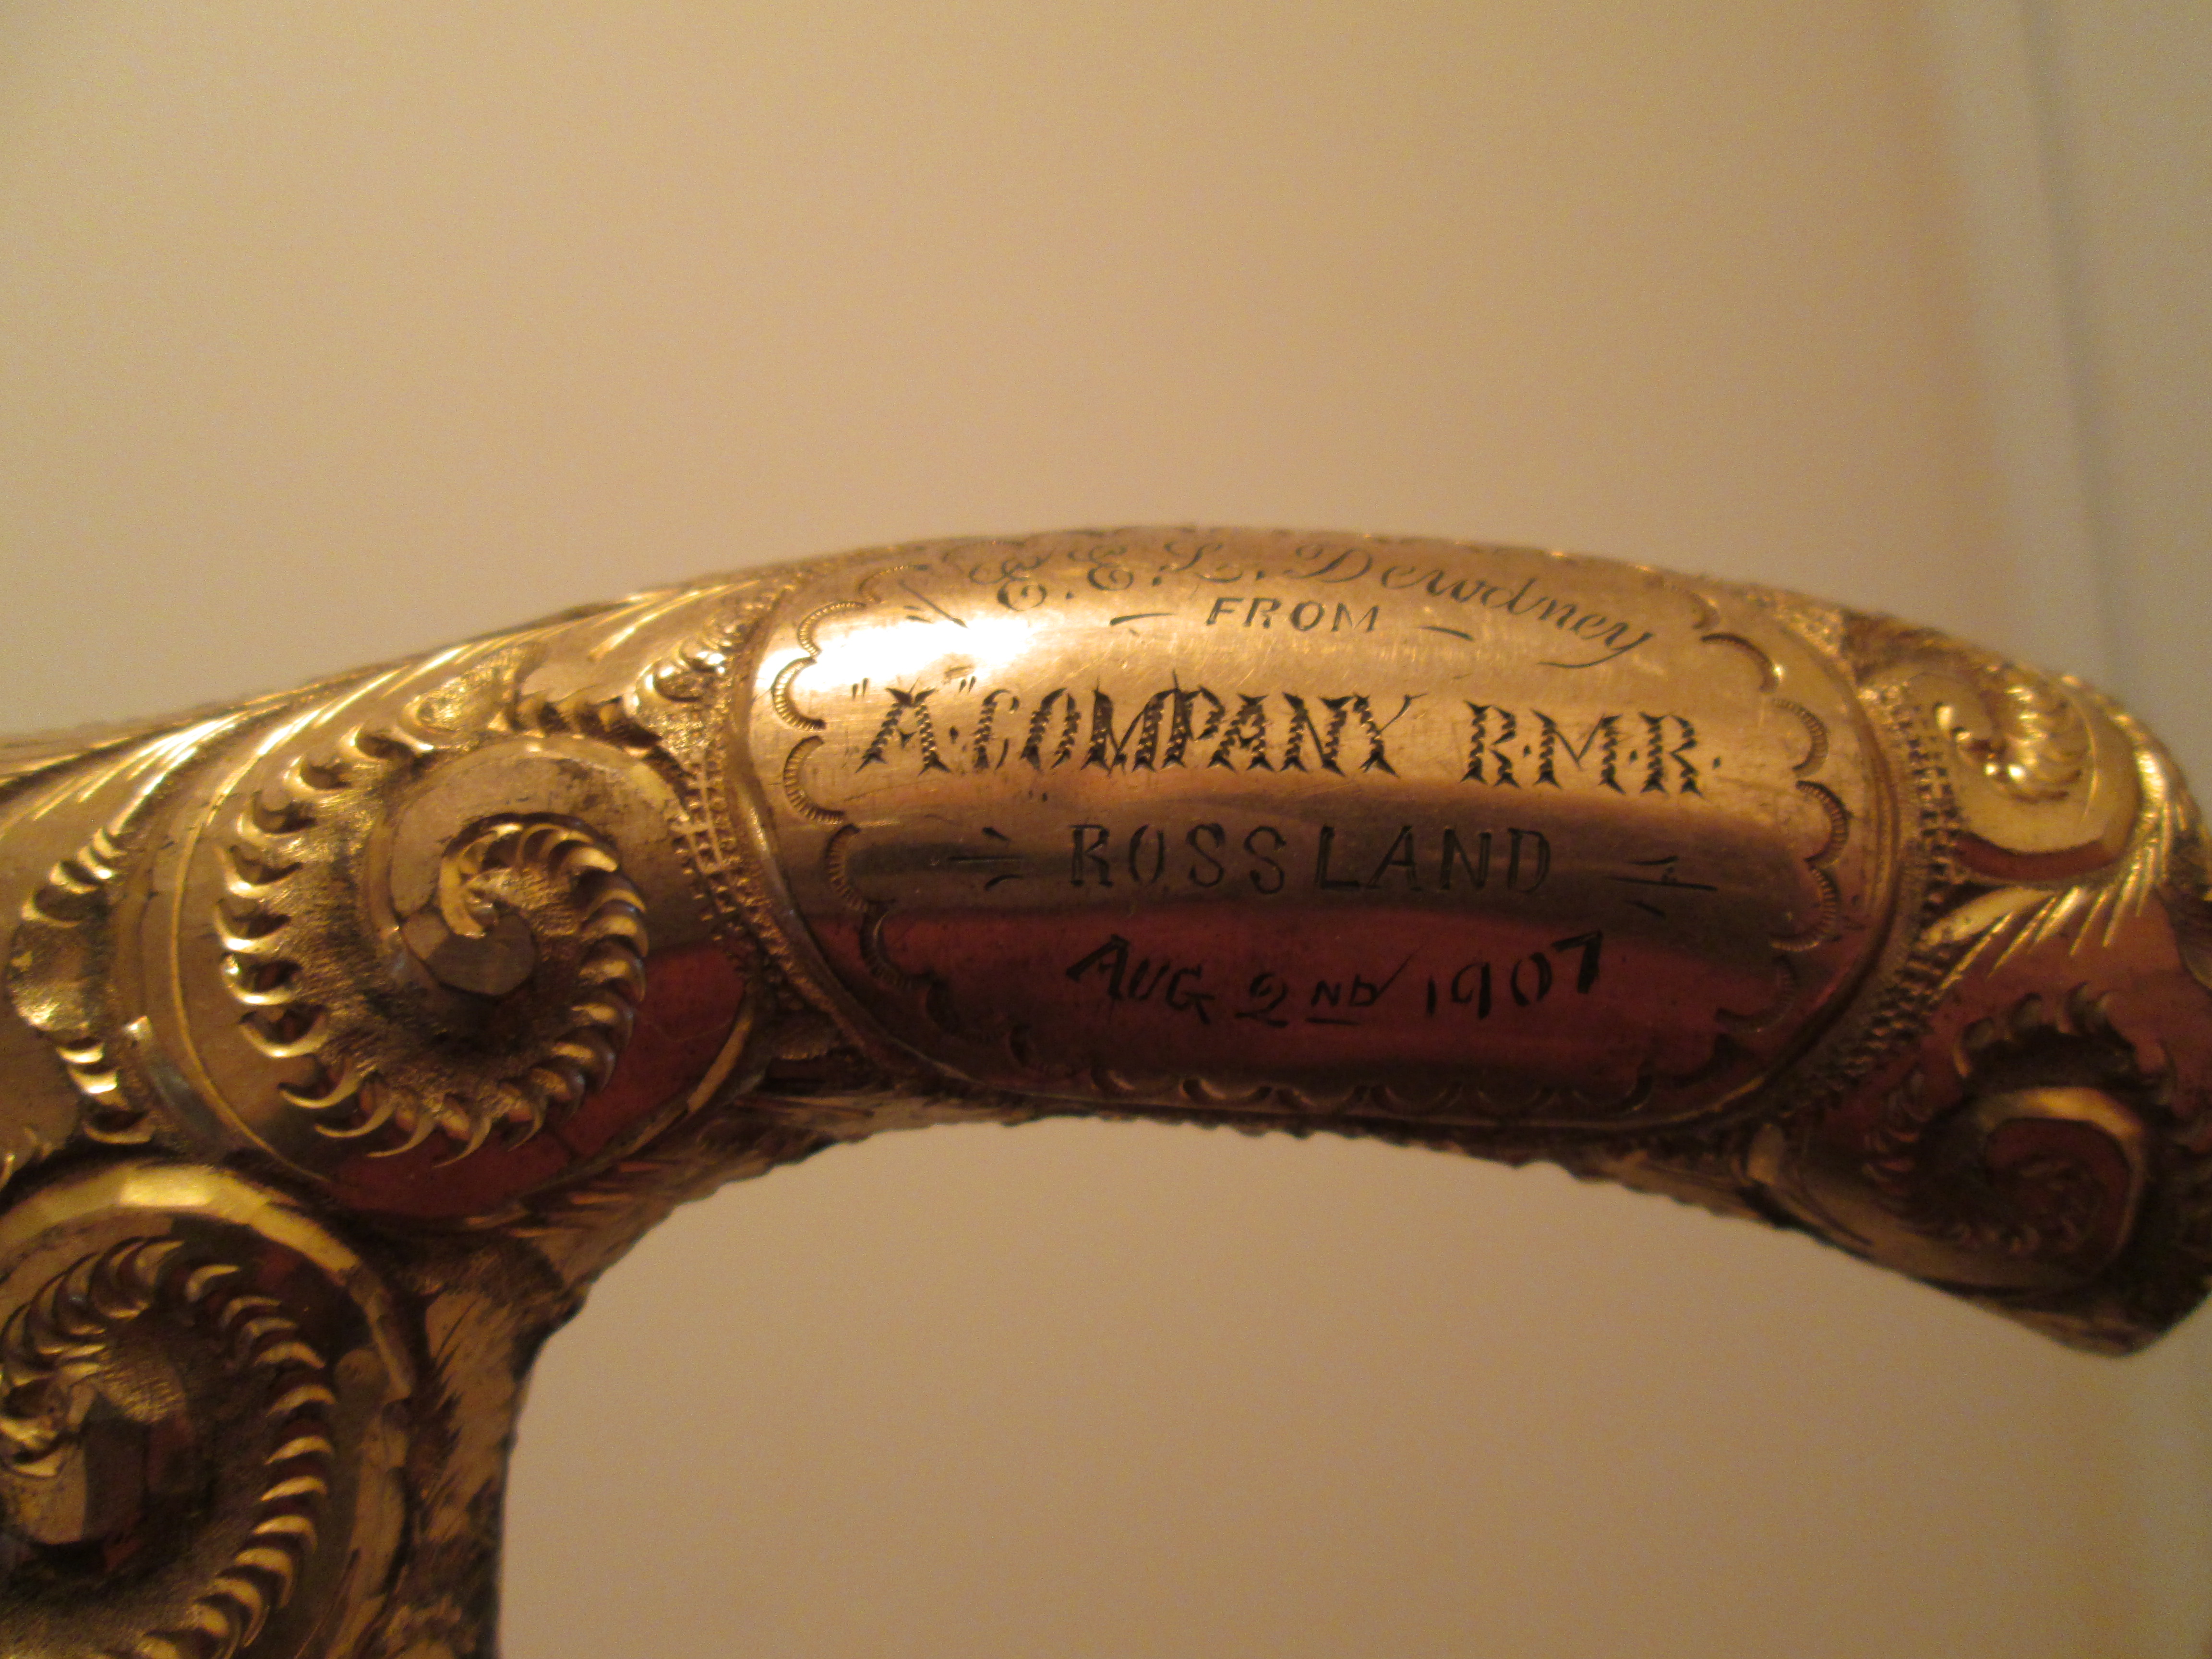 E.E.L. Dewdney
— FROM —
"A" COMPANY R.M.R.
ROSSLAND
AUG 2ND 1907